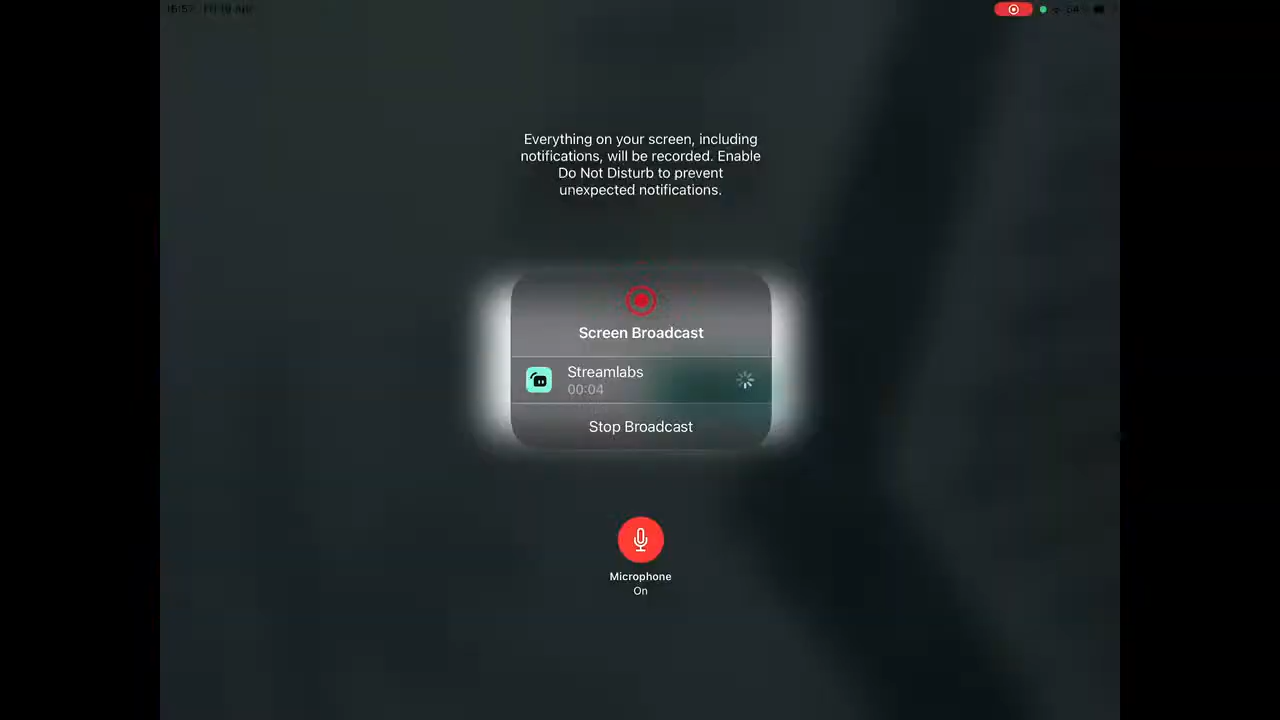 Everything on your screen, including
notifications, will be recorded. Enable
Do Not Disturb to prevent
unexpected notifications.
Screen Broadcast
Streamlabs
00:04
Stop Broadcast
Microphone
On